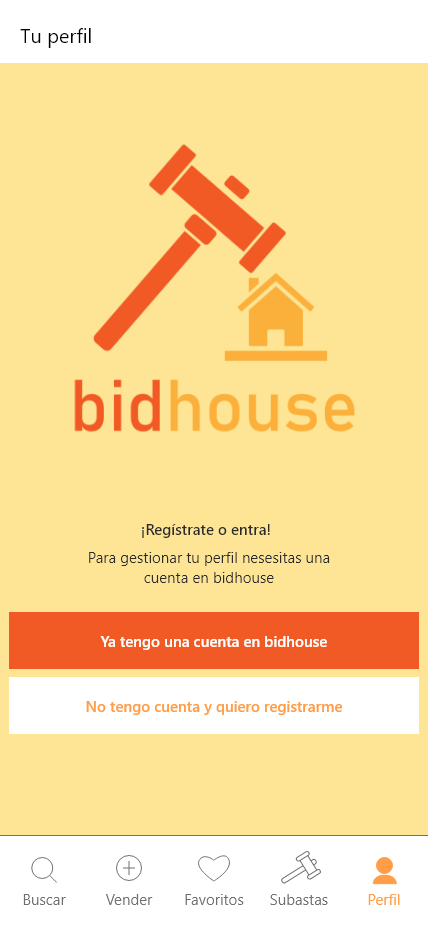 Tu perfil
bidhouse
¡Regístrate o entra!
Para gestionar tu perfil nesesitas una
cuenta en bidhouse
Ya tengo una cuenta en bidhouse
No tengo cuenta y quiero registrarme
Buscar Vender Favoritos Subastas Perfil